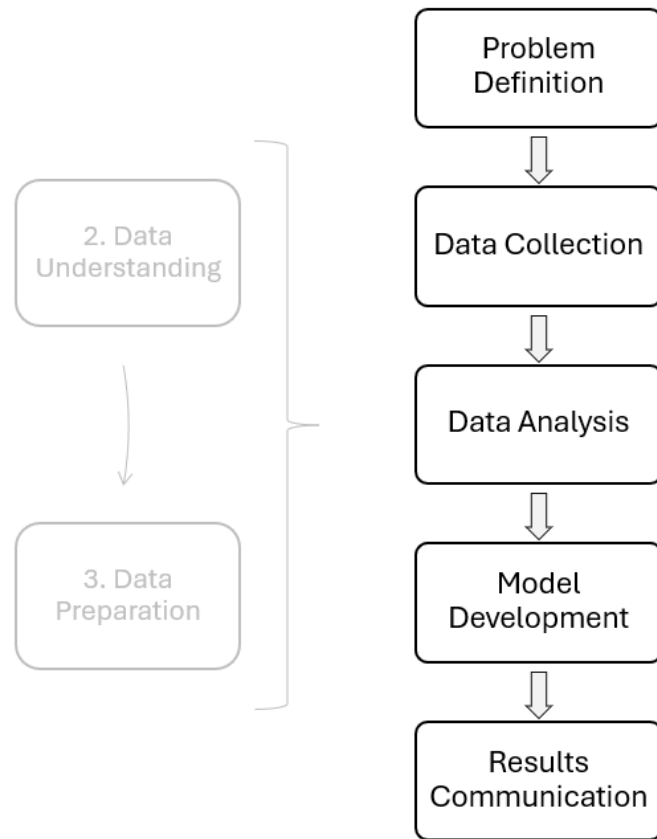 Problem
Definition
2. Data
Understanding
Data Collection
Data Analysis
3. Data
Preparation
Model
Development
Results
Communication